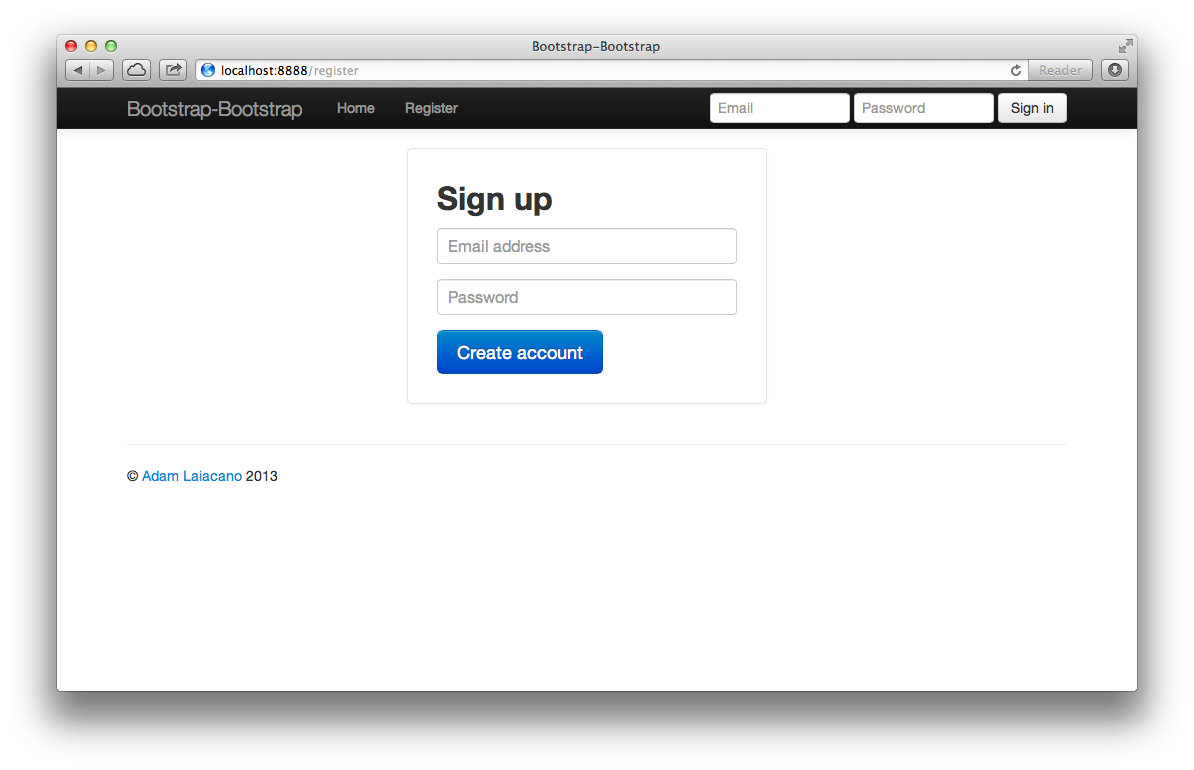 Bootstrap-Bootstrap
localhost:8888/register
Reader
Bootstrap-Bootstrap Home Register Email Password Sign in
Sign up
Email address
Password
Create account
© Adam Laiacano 2013